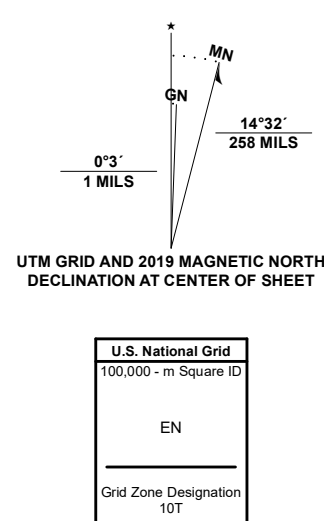 ★
MN
GN
14°32´
258 MILS
0°3´
1 MILS
UTM GRID AND 2019 MAGNETIC NORTH
DECLINATION AT CENTER OF SHEET
U.S. National Grid
100,000 - m Square ID
EN
Grid Zone Designation
10T